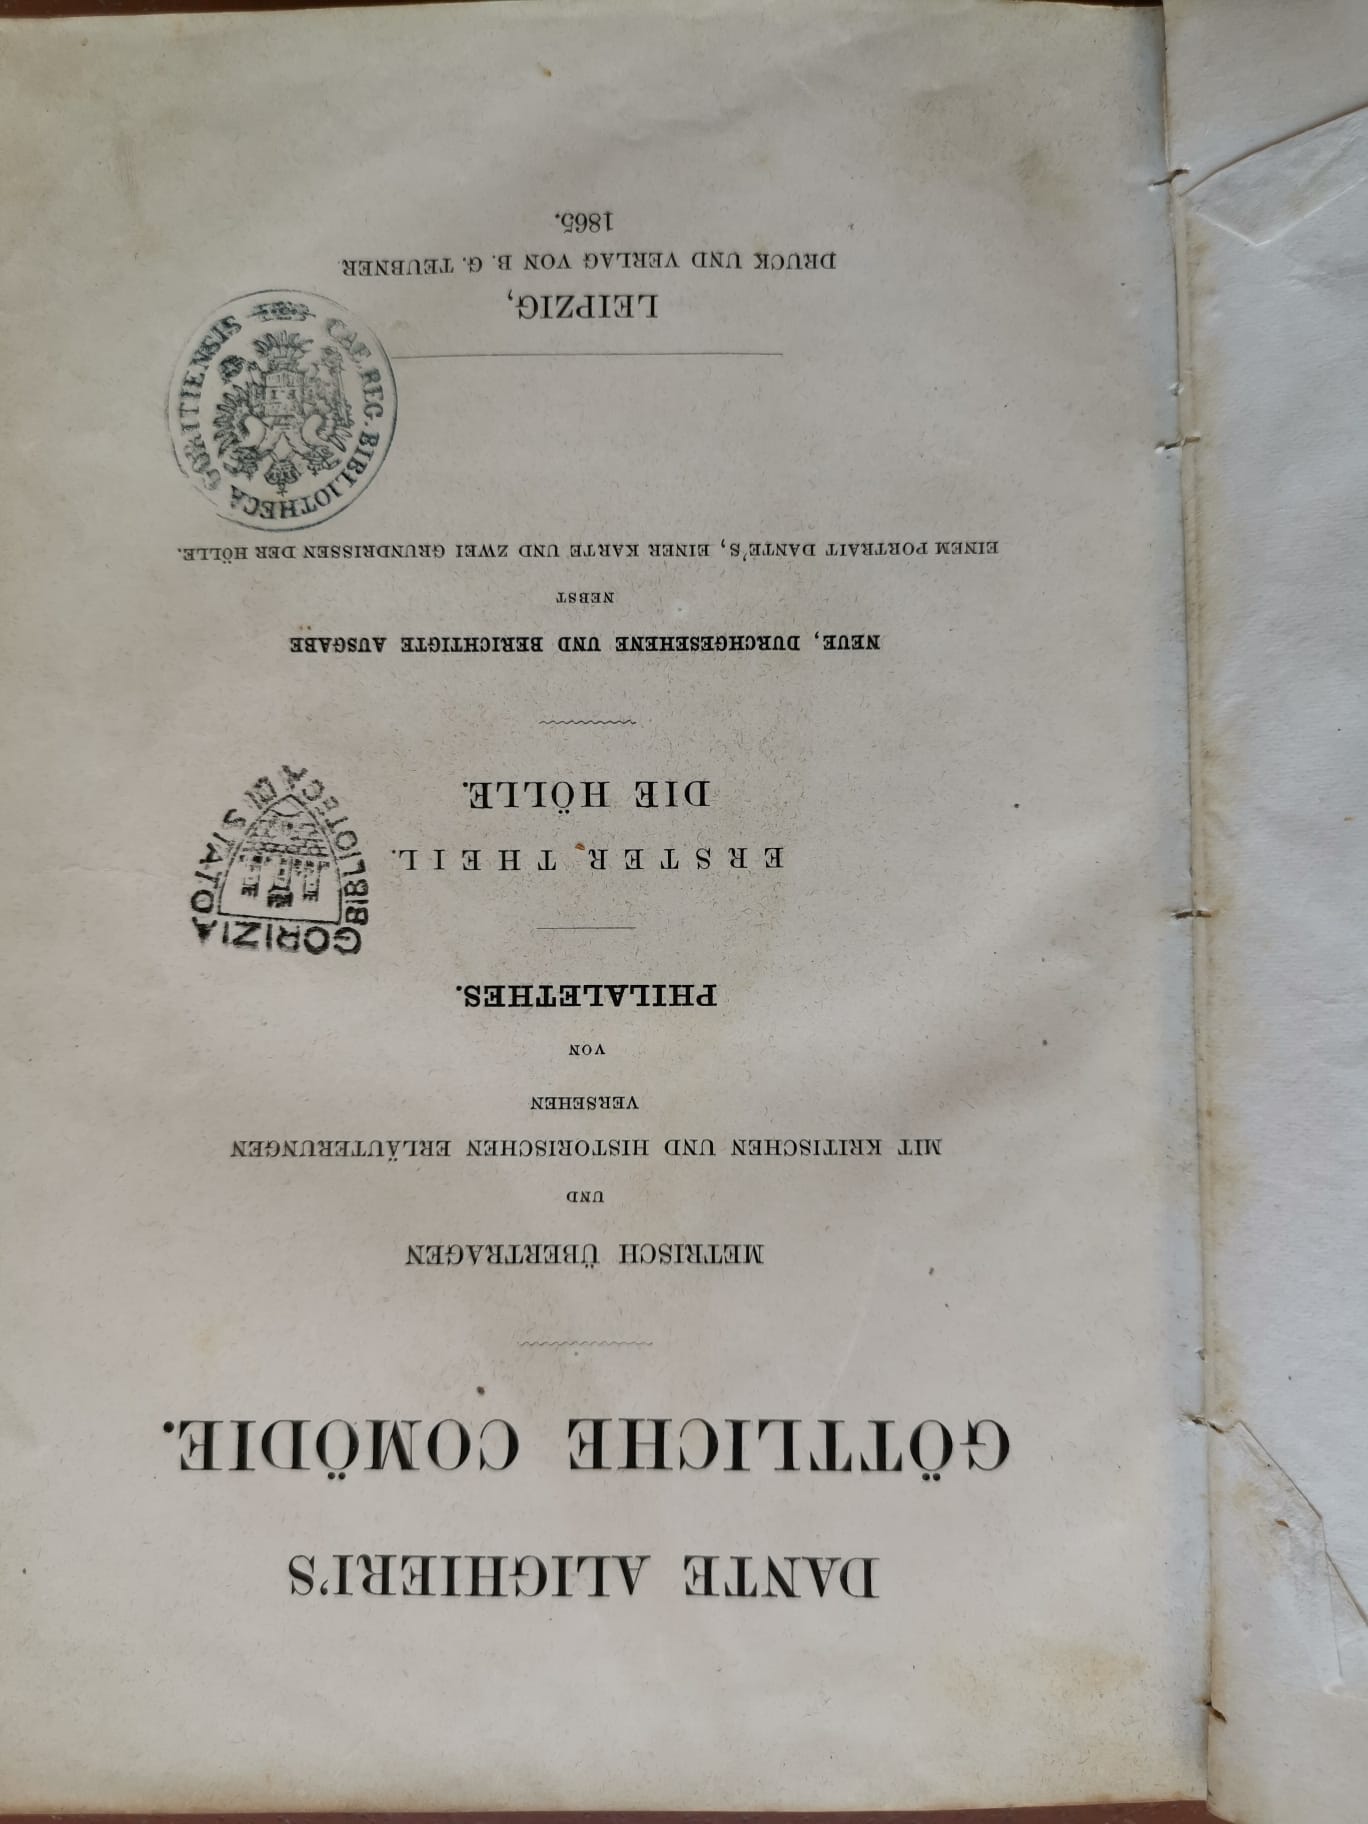 DANTE ALIGHIERI'S
GÖTTLICHE COMÖDIE.
METRISCH ÜBERTRAGEN
UND
MIT KRITISCHEN UND HISTORISCHEN ERLÄUTERUNGEN
VERSEHEN
VON
PHILALETHES.
ERSTER THEIL.
DIE HÖLLE.
GORIZIA
BIBLIOTECA DI STATO
NEUE, DURCHGESEHENE UND BERICHTIGTE AUSGABE
NEBST
EINEM PORTRAIT DANTE'S, EINER KARTE UND ZWEI GRUNDRISSEN DER HÖLLE.
CAE. REG. BIBLIOTHECA GORITIENSIS
LEIPZIG,
DRUCK UND VERLAG VON B. G. TEUBNER.
1865.